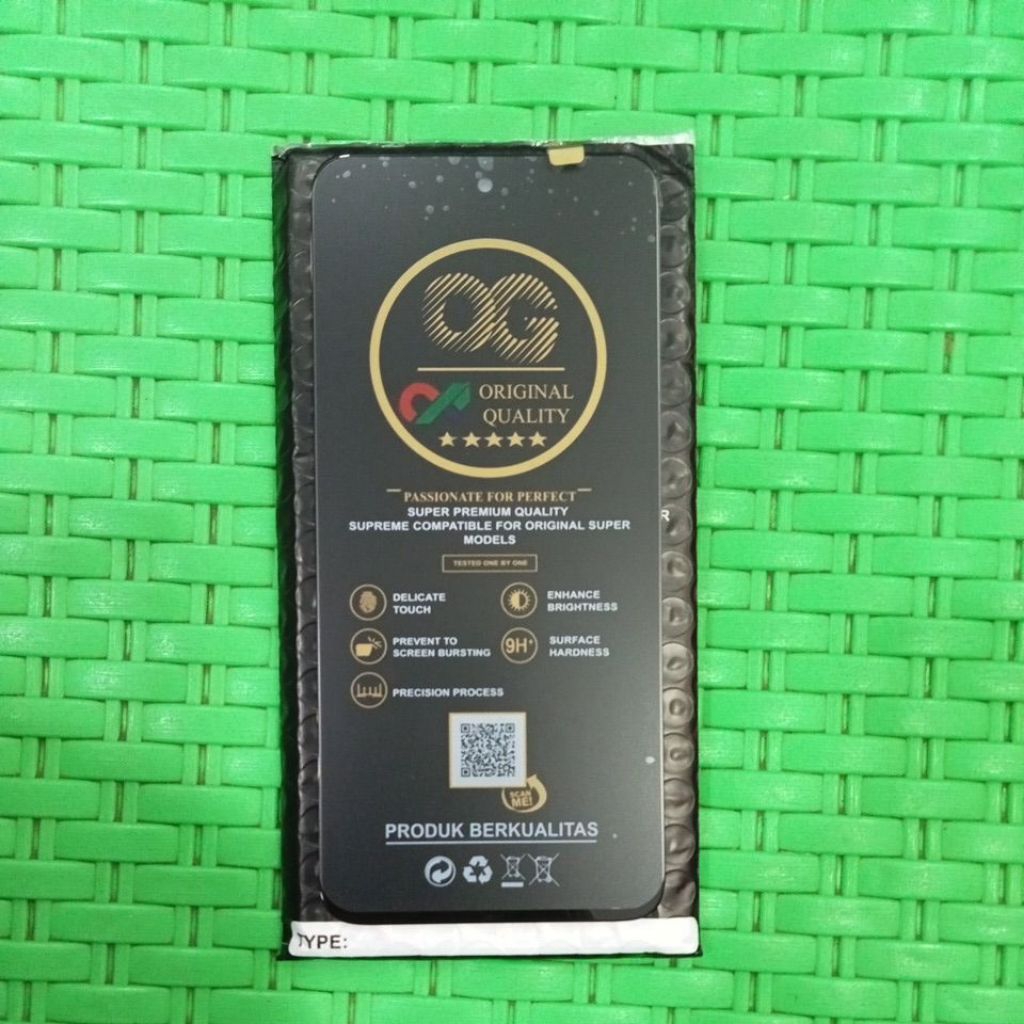 OG
ORIGINAL
QUALITY
PASSIONATE FOR PERFECT
SUPER PREMIUM QUALITY
SUPREME COMPATIBLE FOR ORIGINAL SUPER
MODELS
TESTED ONE BY ONE
DELICATE
TOUCH
ENHANCE
BRIGHTNESS
PREVENT TO
SCREEN BURSTING
9H+
SURFACE
HARDNESS
PRECISION PROCESS
SCAN
ME!
PRODUK BERKUALITAS
R
TYPE: